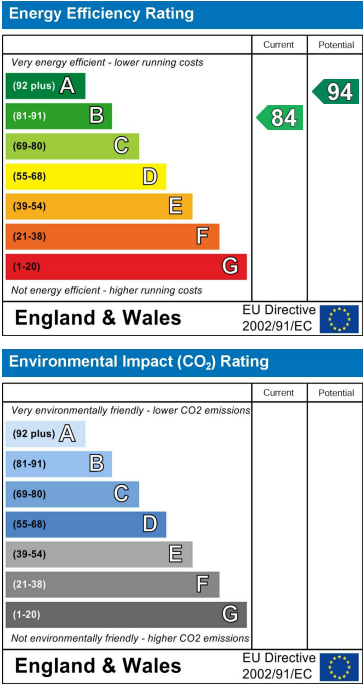 Energy Efficiency Rating
Current Potential
Very energy efficient - lower running costs
(92 plus) A
94
(81-91) B
84
(69-80) C
(55-68) D
(39-54) E
(21-38) F
(1-20) G
Not energy efficient - higher running costs
England & Wales
EU Directive
2002/91/EC
Environmental Impact (CO₂) Rating
Current Potential
Very environmentally friendly - lower CO2 emissions
(92 plus) A
(81-91) B
(69-80) C
(55-68) D
(39-54) E
(21-38) F
(1-20) G
Not environmentally friendly - higher CO2 emissions
England & Wales
EU Directive
2002/91/EC